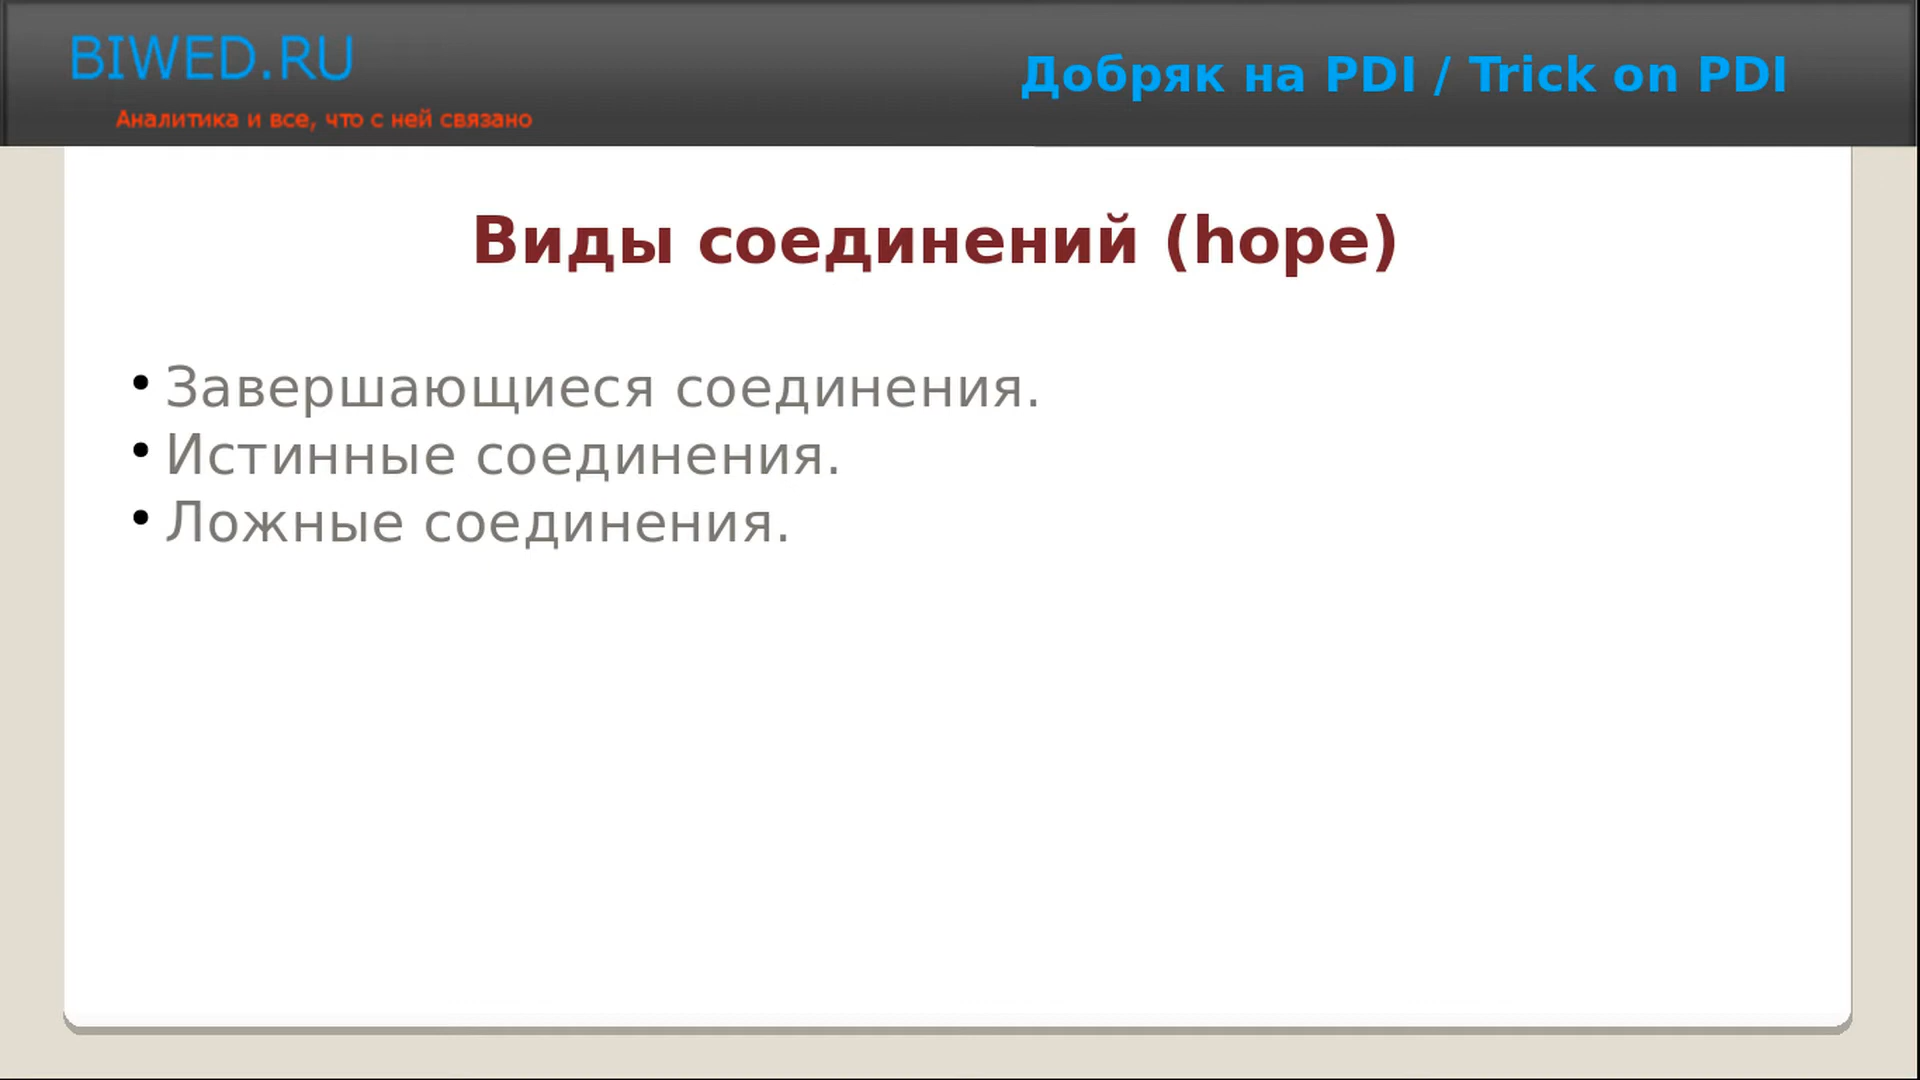 BIWED.RU
Аналитика и все, что с ней связано
Добряк на PDI / Trick on PDI
Виды соединений (hope)
• Завершающиеся соединения.
• Истинные соединения.
• Ложные соединения.